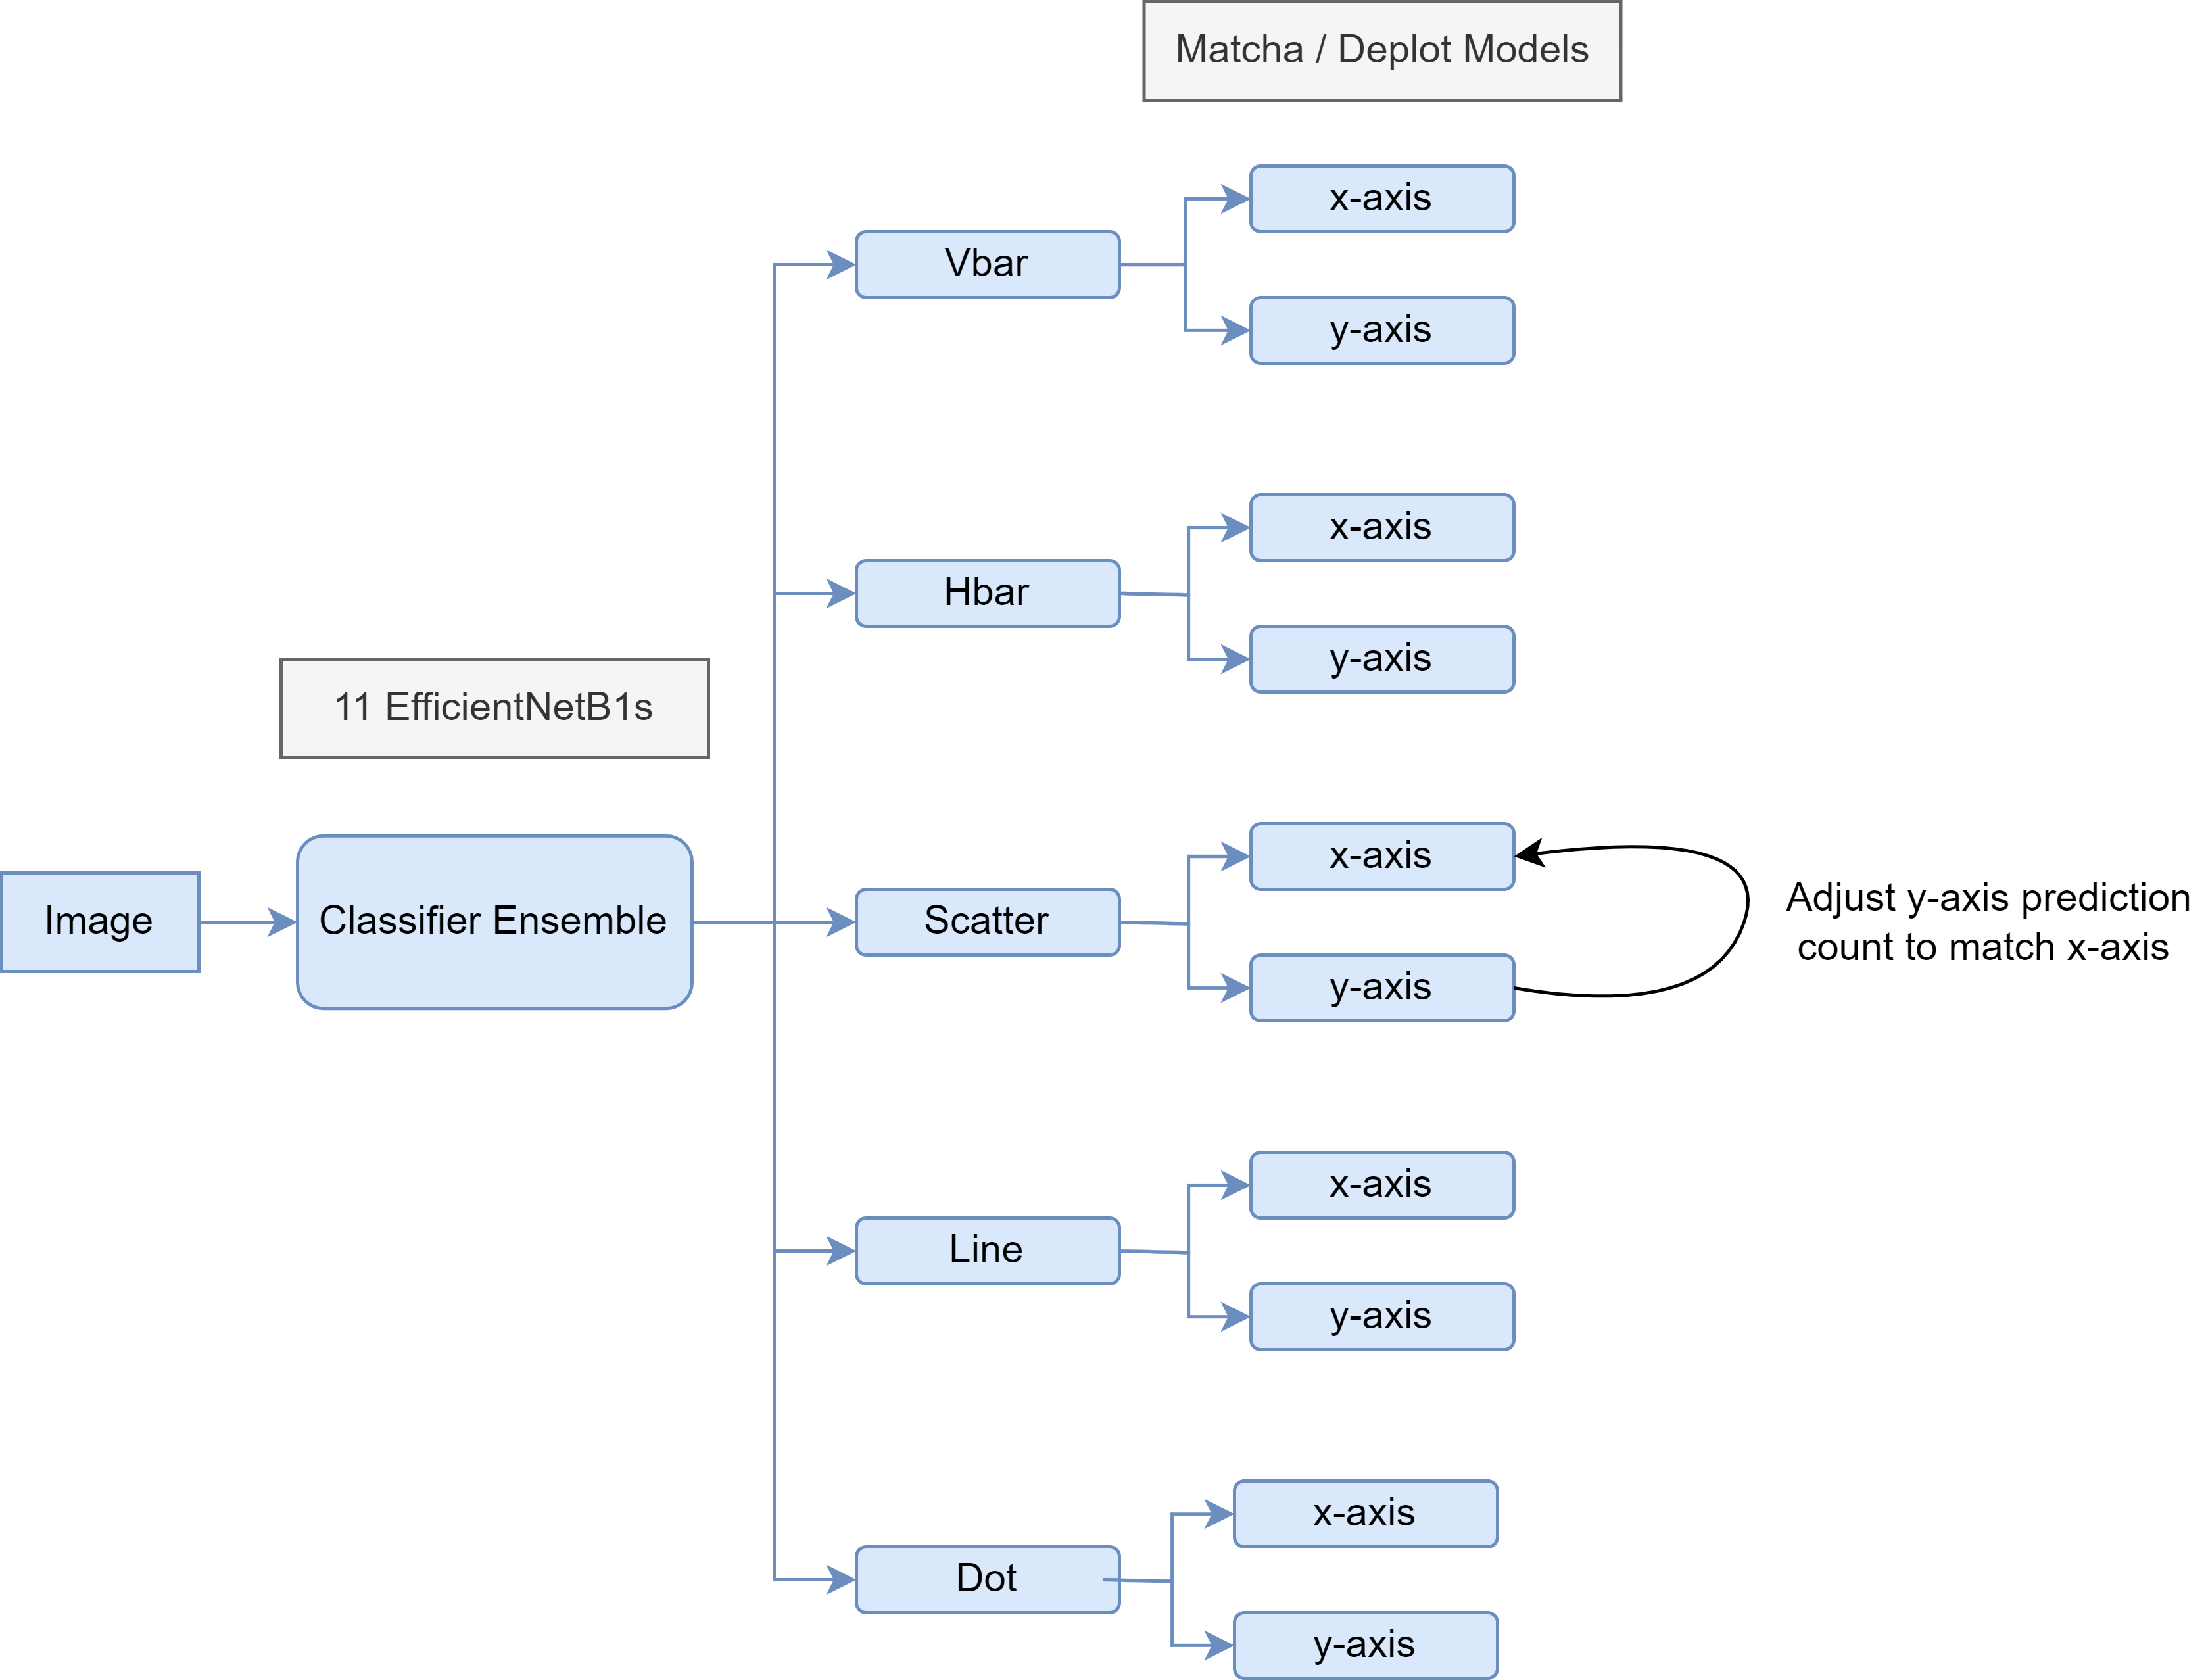 Matcha / Deplot Models
x-axis
Vbar
y-axis
x-axis
Hbar
y-axis
11 EfficientNetB1s
Image
Classifier Ensemble
Scatter
x-axis
y-axis
Adjust y-axis prediction
count to match x-axis
x-axis
Line
y-axis
x-axis
Dot
y-axis